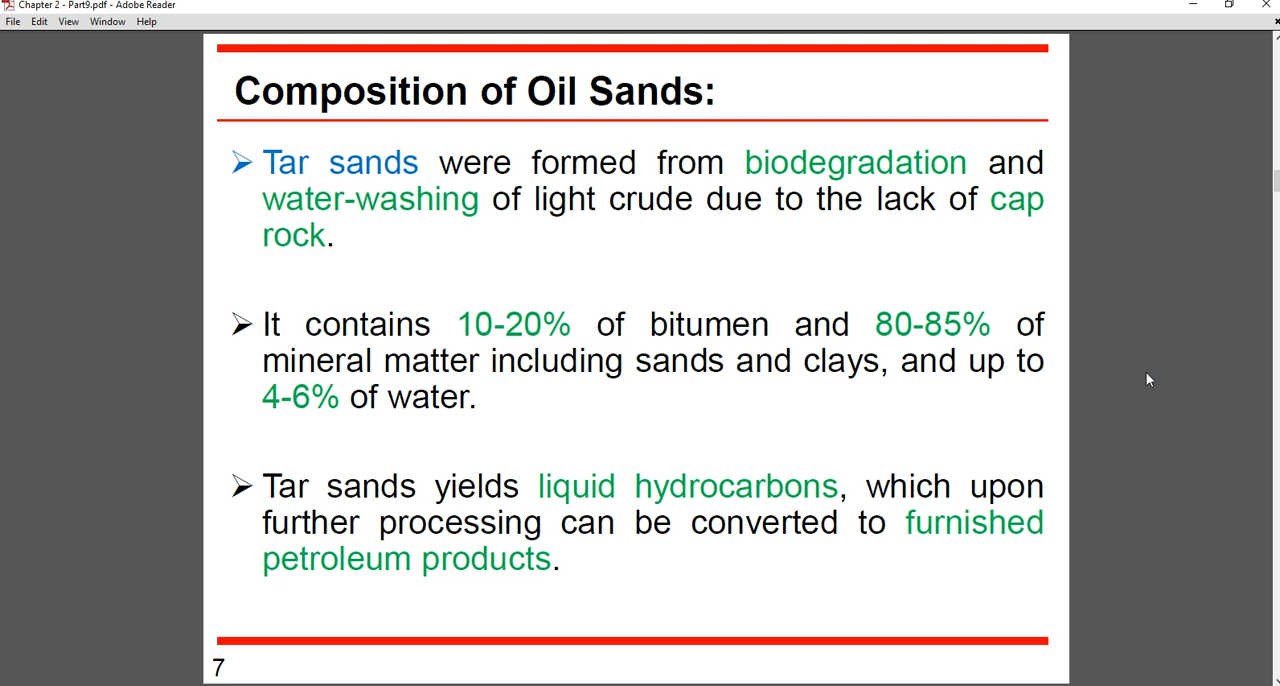 Chapter 2 - Part9.pdf - Adobe Reader
File Edit View Window Help
Composition of Oil Sands:
➢ Tar sands were formed from biodegradation and
water-washing of light crude due to the lack of cap
rock.
➢ It contains 10-20% of bitumen and 80-85% of
mineral matter including sands and clays, and up to
4-6% of water.
➢ Tar sands yields liquid hydrocarbons, which upon
further processing can be converted to furnished
petroleum products.
7